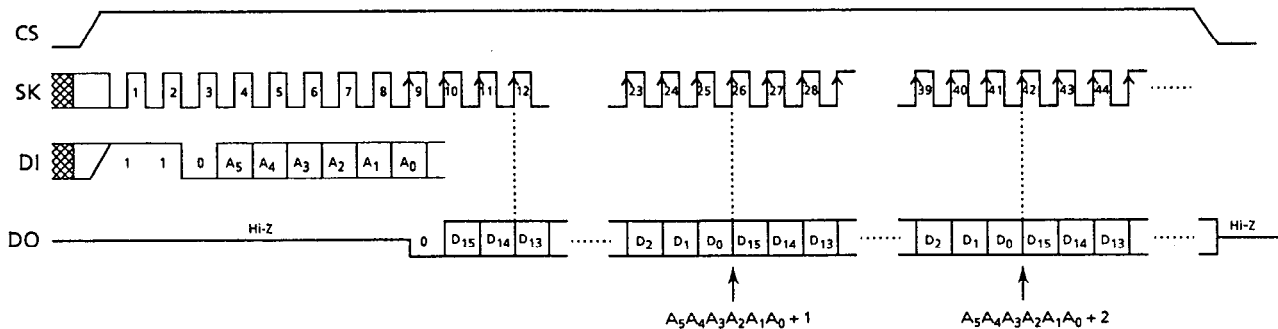 CS
SK 1 2 3 4 5 6 7 8 9 10 11 12 23 24 25 26 27 28 39 40 41 42 43 44
DI 1 1 0 A5 A4 A3 A2 A1 A0
DO Hi-Z 0 D15 D14 D13 D2 D1 D0 D15 D14 D13 D2 D1 D0 D15 D14 D13 Hi-Z
A5A4A3A2A1A0 + 1 A5A4A3A2A1A0 + 2